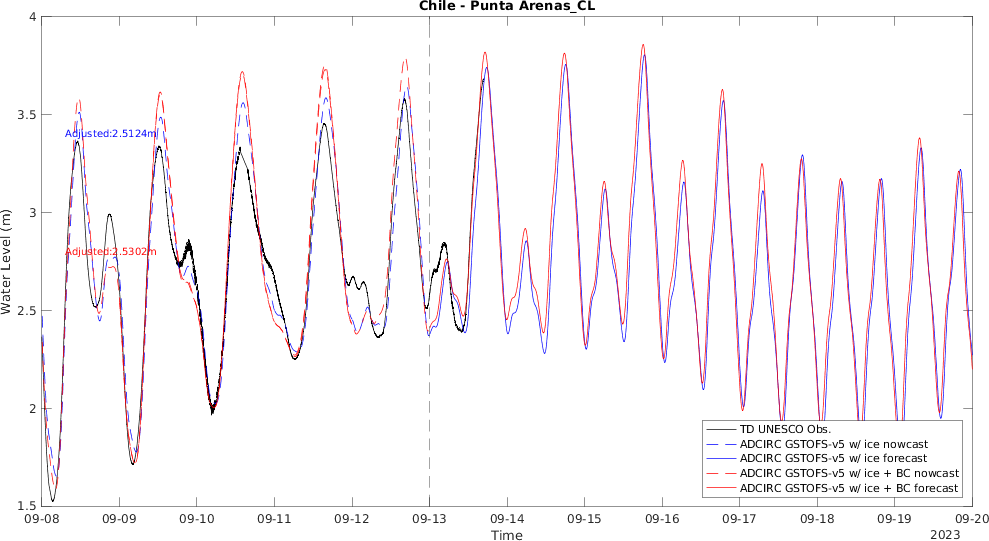 Chile - Punta Arenas_CL
4
3.5
3
2.5
2
1.5
Water Level (m)
Adjusted:2.5124m
Adjusted:2.5302m
TD UNESCO Obs.
ADCIRC GSTOFS-v5 w/ ice nowcast
ADCIRC GSTOFS-v5 w/ ice forecast
ADCIRC GSTOFS-v5 w/ ice + BC nowcast
ADCIRC GSTOFS-v5 w/ ice + BC forecast
09-08 09-09 09-10 09-11 09-12 09-13 09-14 09-15 09-16 09-17 09-18 09-19 09-20
Time
2023